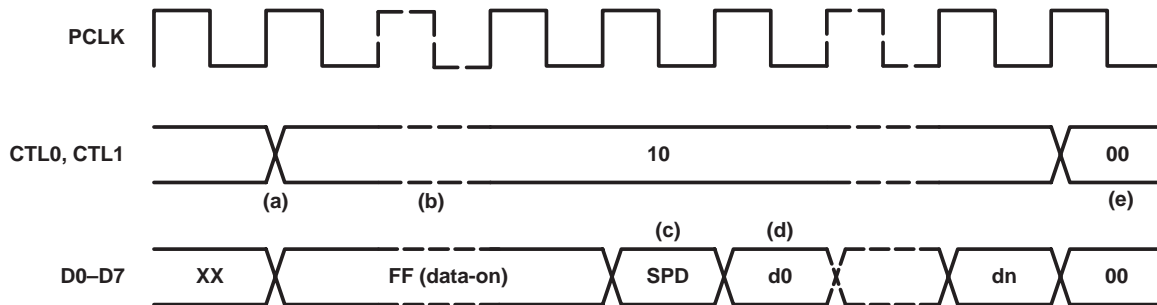 PCLK
CTL0, CTL1
10
00
(a)
(b)
(e)
(c)
(d)
D0–D7
XX
FF (data-on)
SPD
d0
dn
00